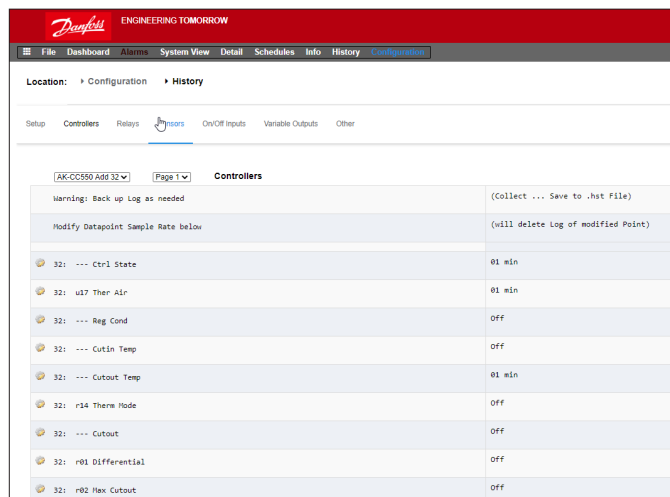 Danfoss ENGINEERING TOMORROW
File Dashboard Alarms System View Detail Schedules Info History Configuration
Location: Configuration History
Setup Controllers Relays On/Off Inputs Variable Outputs Other
AK-CC550 Add 32 Page 1 Controllers
Warning: Back up Log as needed (Collect ... Save to .hst File)
Modify Datapoint Sample Rate below (will delete Log of modified Point)
32: --- Ctrl State 01 min
32: u17 Ther Air 01 min
32: --- Reg Cond Off
32: --- Cutin Temp Off
32: --- Cutout Temp 01 min
32: r14 Therm Mode Off
32: --- Cutout Off
32: r01 Differential Off
32: r02 Max Cutout Off